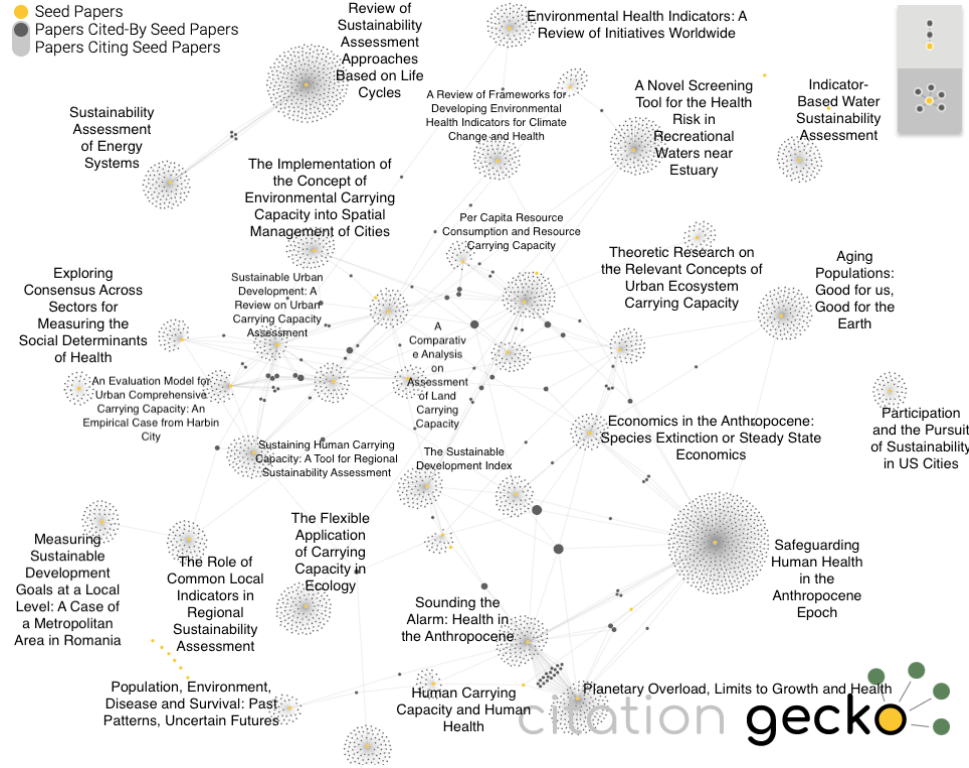 Seed Papers
Papers Cited-By Seed Papers
Papers Citing Seed Papers
Review of
Sustainability
Assessment
Approaches
Based on Life
Cycles
Environmental Health Indicators: A
Review of Initiatives Worldwide
Sustainability
Assessment
of Energy
Systems
A Review of Frameworks for
Developing Environmental
Health Indicators for Climate
Change and Health
A Novel Screening
Tool for the Health
Risk in
Recreational
Waters near
Estuary
Indicator-
Based Water
Sustainability
Assessment
The Implementation of
the Concept of
Environmental Carrying
Capacity into Spatial
Management of Cities
Per Capita Resource
Consumption and Resource
Carrying Capacity
Theoretic Research on
the Relevant Concepts of
Urban Ecosystem
Carrying Capacity
Aging
Populations:
Good for us,
Good for the
Earth
Exploring
Consensus Across
Sectors for
Measuring the
Social Determinants
of Health
Sustainable Urban
Development: A
Review on Urban
Carrying Capacity
Assessment
A
Comparativ
e Analysis
on
Assessment
of Land
Carrying
Capacity
An Evaluation Model for
Urban Comprehensive
Carrying Capacity: An
Empirical Case from Harbin
City
Participation
and the Pursuit
of Sustainability
in US Cities
Economics in the Anthropocene:
Species Extinction or Steady State
Economics
Sustaining Human Carrying
Capacity: A Tool for Regional
Sustainability Assessment
The Sustainable
Development Index
Measuring
Sustainable
Development
Goals at a Local
Level: A Case of
a Metropolitan
Area in Romania
The Role of
Common Local
Indicators in
Regional
Sustainability
Assessment
The Flexible
Application
of Carrying
Capacity in
Ecology
Safeguarding
Human Health
in the
Anthropocene
Epoch
Sounding the
Alarm: Health in
the Anthropocene
Population, Environment,
Disease and Survival: Past
Patterns, Uncertain Futures
Human Carrying
Capacity and Human
Health
Planetary Overload, Limits to Growth and Health
citation gecko